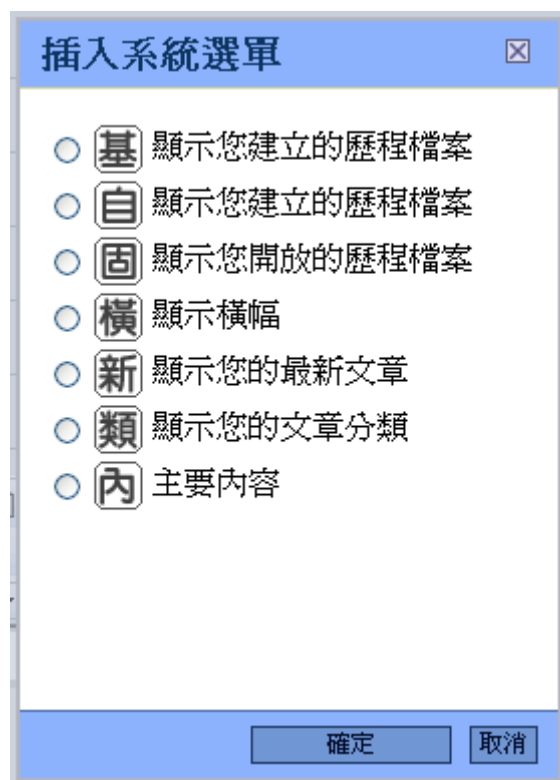 插入系統選單
基 顯示您建立的歷程檔案
自 顯示您建立的歷程檔案
固 顯示您開放的歷程檔案
橫 顯示橫幅
新 顯示您的最新文章
類 顯示您的文章分類
內 主要內容
確定 取消